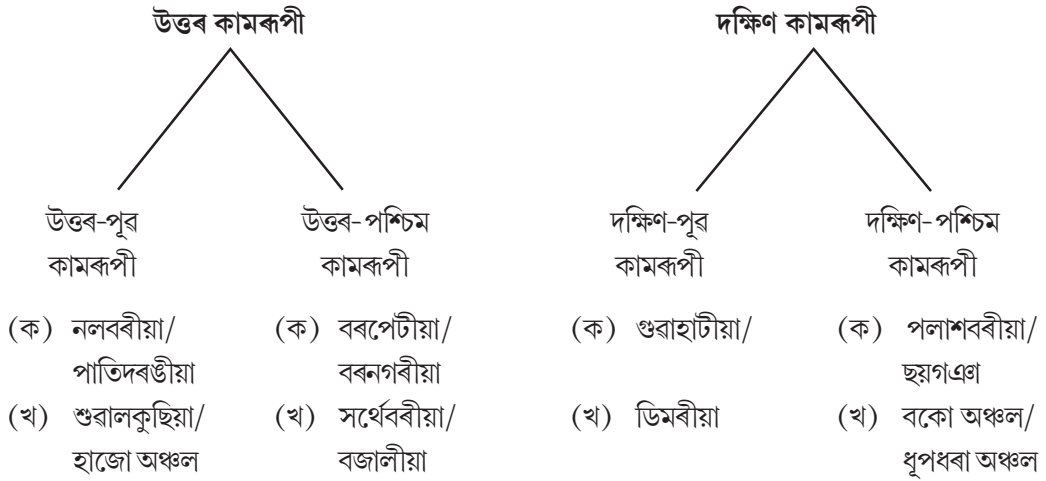 উত্তৰ কামৰূপী
দক্ষিণ কামৰূপী
উত্তৰ-পূৱ
কামৰূপী
উত্তৰ-পশ্চিম
কামৰূপী
দক্ষিণ-পূৱ
কামৰূপী
দক্ষিণ-পশ্চিম
কামৰূপী
(ক) নলবৰীয়া/
পাতিদৰঙীয়া
(খ) শুৱালকুছিয়া/
হাজো অঞ্চল
(ক) বৰপেটীয়া/
বৰনগৰীয়া
(খ) সৰ্থেবৰীয়া/
বজালীয়া
(ক) গুৱাহাটীয়া/
(খ) ডিমৰীয়া
(ক) পলাশবৰীয়া/
ছয়গঞা
(খ) বকো অঞ্চল/
ধূপধৰা অঞ্চল